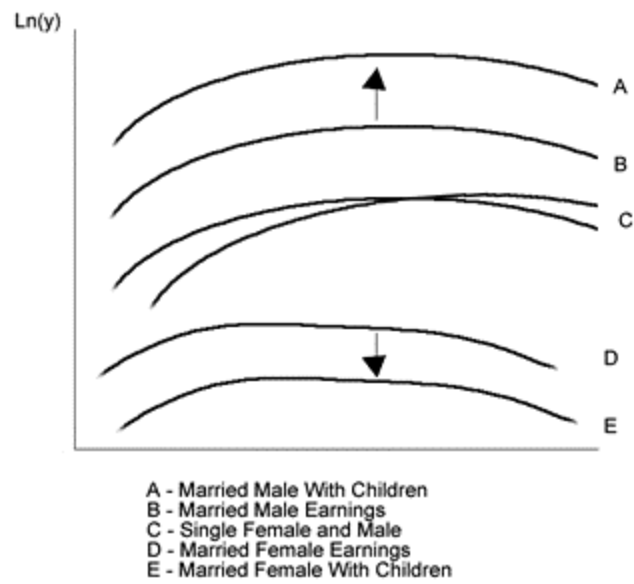 Ln(y)
A
B
C
D
E
A - Married Male With Children
B - Married Male Earnings
C - Single Female and Male
D - Married Female Earnings
E - Married Female With Children